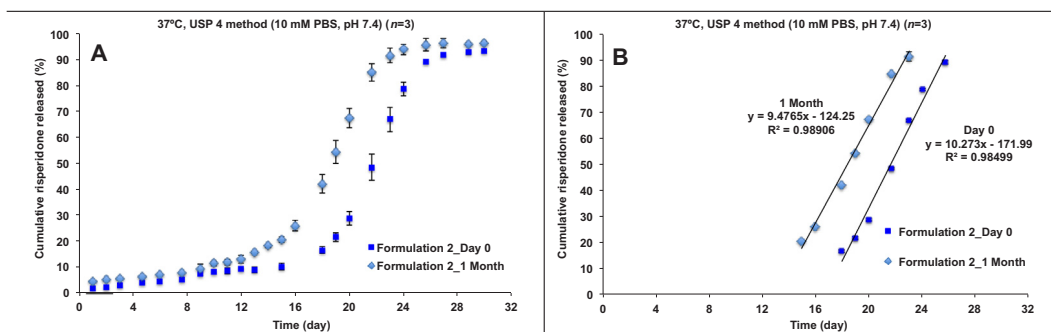 37ºC, USP 4 method (10 mM PBS, pH 7.4) (n=3)
A
Cumulative risperidone released (%)
100
90
80
70
60
50
40
30
20
10
0
Formulation 2_Day 0
Formulation 2_1 Month
0 4 8 12 16 20 24 28 32
Time (day)
37ºC, USP 4 method (10 mM PBS, pH 7.4) (n=3)
B
Cumulative risperidone released (%)
100
90
80
70
60
50
40
30
20
10
0
1 Month
y = 9.4765x - 124.25
R² = 0.98906
Day 0
y = 10.273x - 171.99
R² = 0.98499
Formulation 2_Day 0
Formulation 2_1 Month
0 4 8 12 16 20 24 28 32
Time (day)